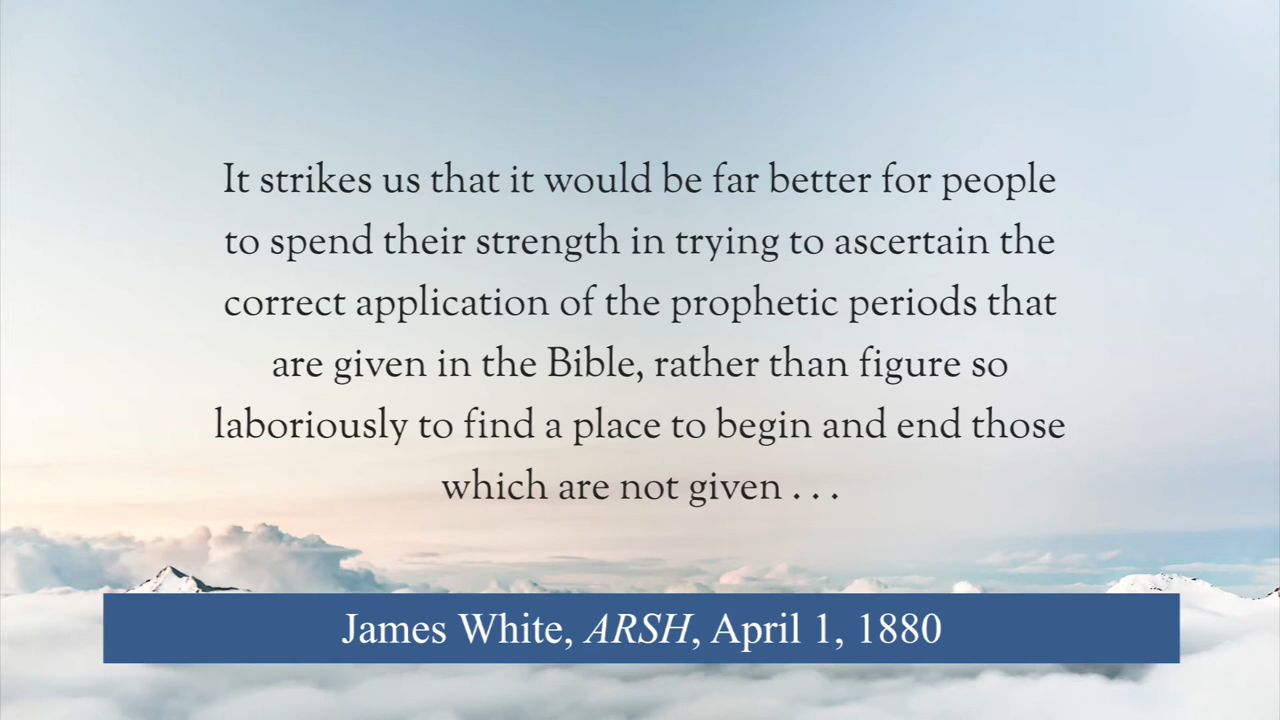 It strikes us that it would be far better for people
to spend their strength in trying to ascertain the
correct application of the prophetic periods that
are given in the Bible, rather than figure so
laboriously to find a place to begin and end those
which are not given . . .
James White, ARSH, April 1, 1880